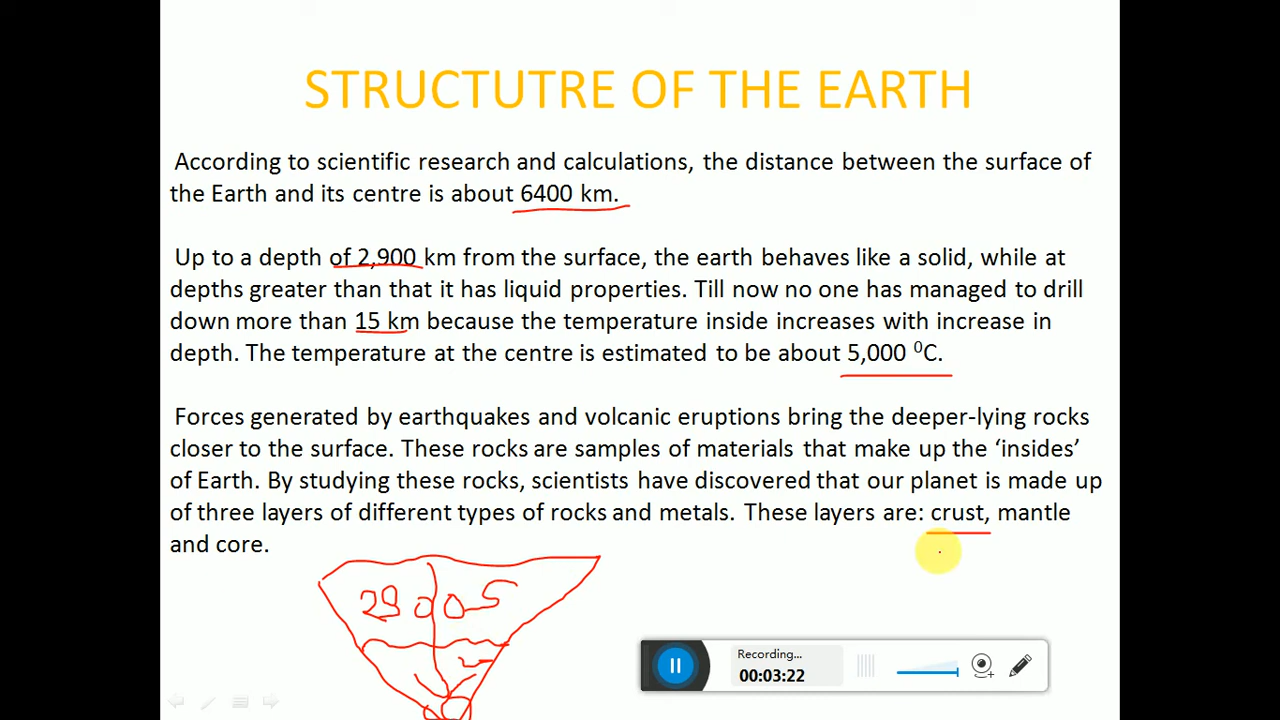 STRUCTUTRE OF THE EARTH
According to scientific research and calculations, the distance between the surface of
the Earth and its centre is about 6400 km.
Up to a depth of 2,900 km from the surface, the earth behaves like a solid, while at
depths greater than that it has liquid properties. Till now no one has managed to drill
down more than 15 km because the temperature inside increases with increase in
depth. The temperature at the centre is estimated to be about 5,000 ⁰C.
Forces generated by earthquakes and volcanic eruptions bring the deeper-lying rocks
closer to the surface. These rocks are samples of materials that make up the ‘insides’
of Earth. By studying these rocks, scientists have discovered that our planet is made up
of three layers of different types of rocks and metals. These layers are: crust, mantle
and core.
2900
Recording...
00:03:22